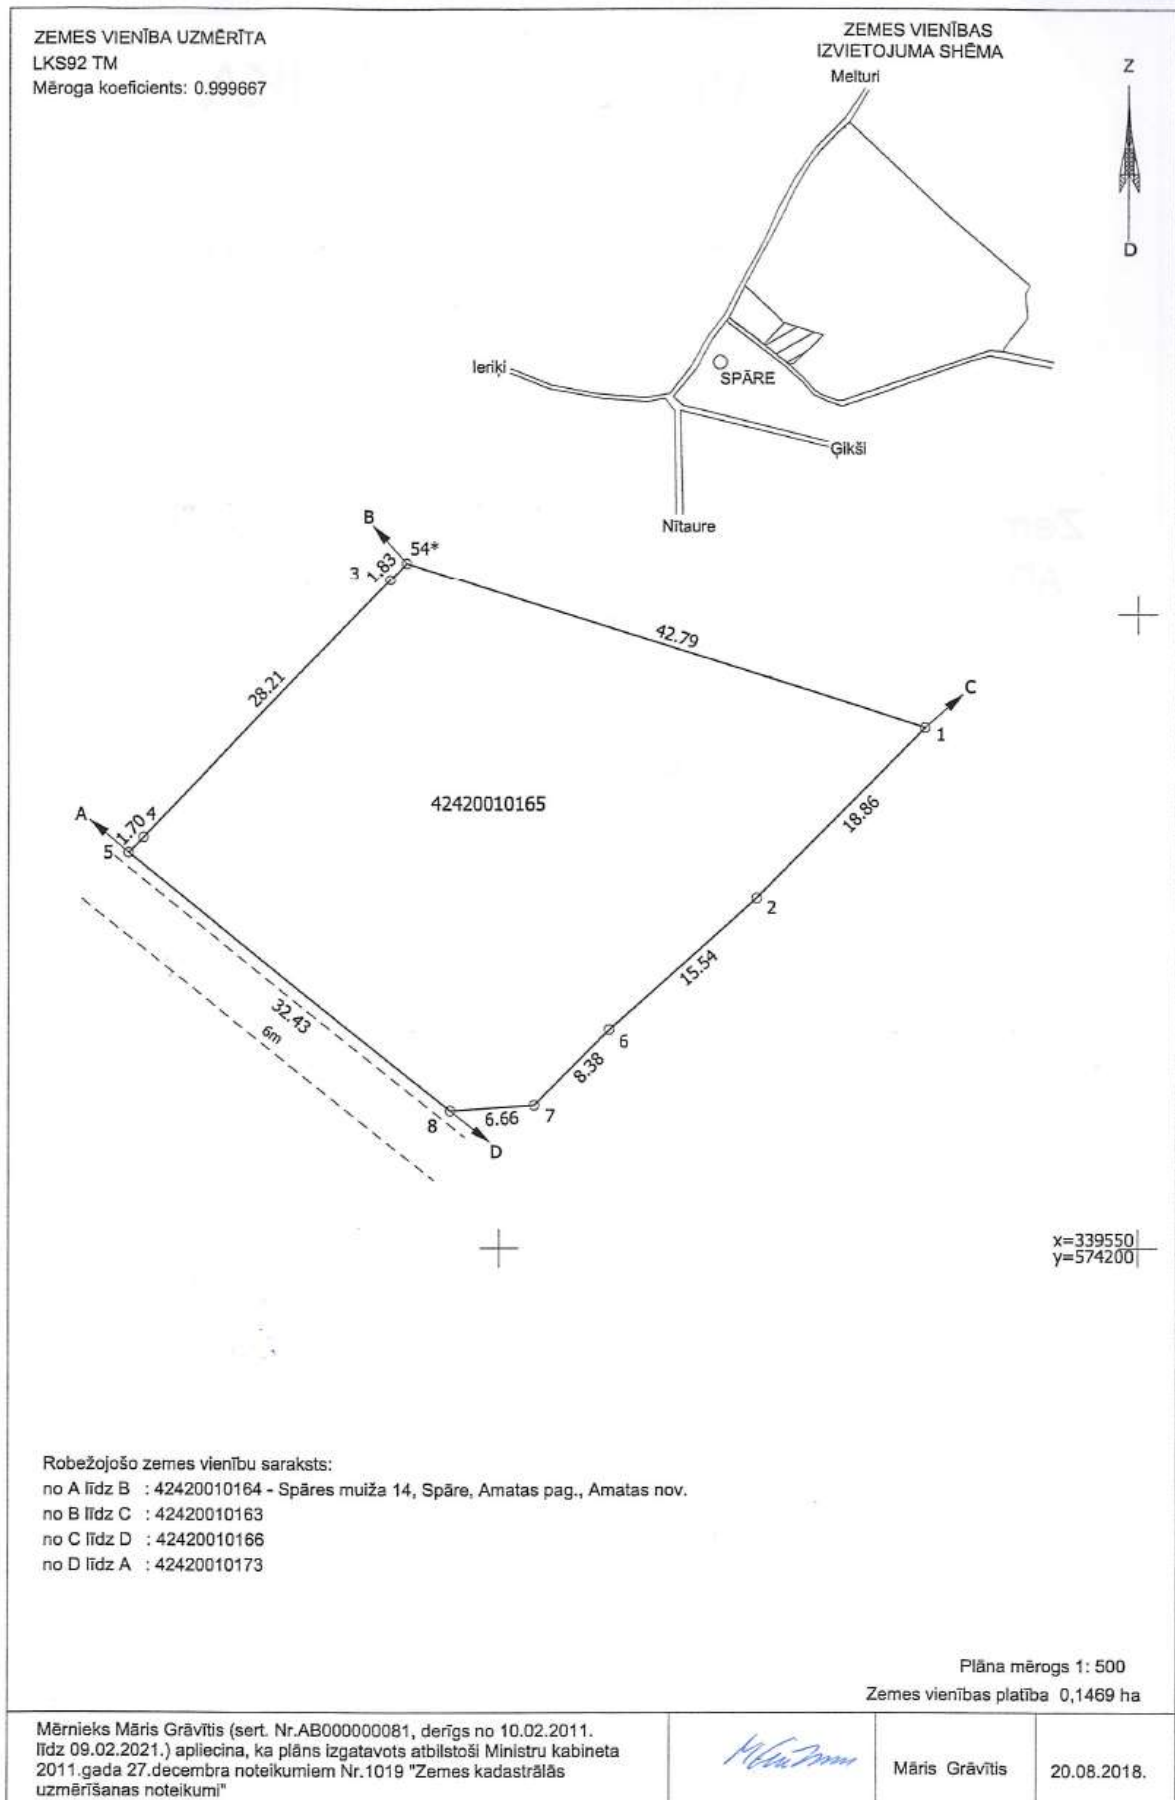 ZEMES VIENĪBA UZMĒRĪTA
LKS92 TM
Mēroga koeficients: 0.999667
ZEMES VIENĪBAS
IZVIETOJUMA SHĒMA
Melturi
Z
D
Ieriķi
SPĀRE
Ģikši
Nītaure
B
54*
3
1.83
42.79
28.21
C
1
42420010165
18.86
A
1.70
4
5
2
15.54
32.43
6m
6
8.38
7
6.66
8
D
x=339550
y=574200
Robežojošo zemes vienību saraksts:
no A līdz B : 42420010164 - Spāres muiža 14, Spāre, Amatas pag., Amatas nov.
no B līdz C : 42420010163
no C līdz D : 42420010166
no D līdz A : 42420010173
Plāna mērogs 1: 500
Zemes vienības platība 0,1469 ha
Mērnieks Māris Grāvītis (sert. Nr.AB000000081, derīgs no 10.02.2011.
līdz 09.02.2021.) apliecina, ka plāns izgatavots atbilstoši Ministru kabineta
2011.gada 27.decembra noteikumiem Nr.1019 "Zemes kadastrālās
uzmērīšanas noteikumi"
Māris Grāvītis
20.08.2018.